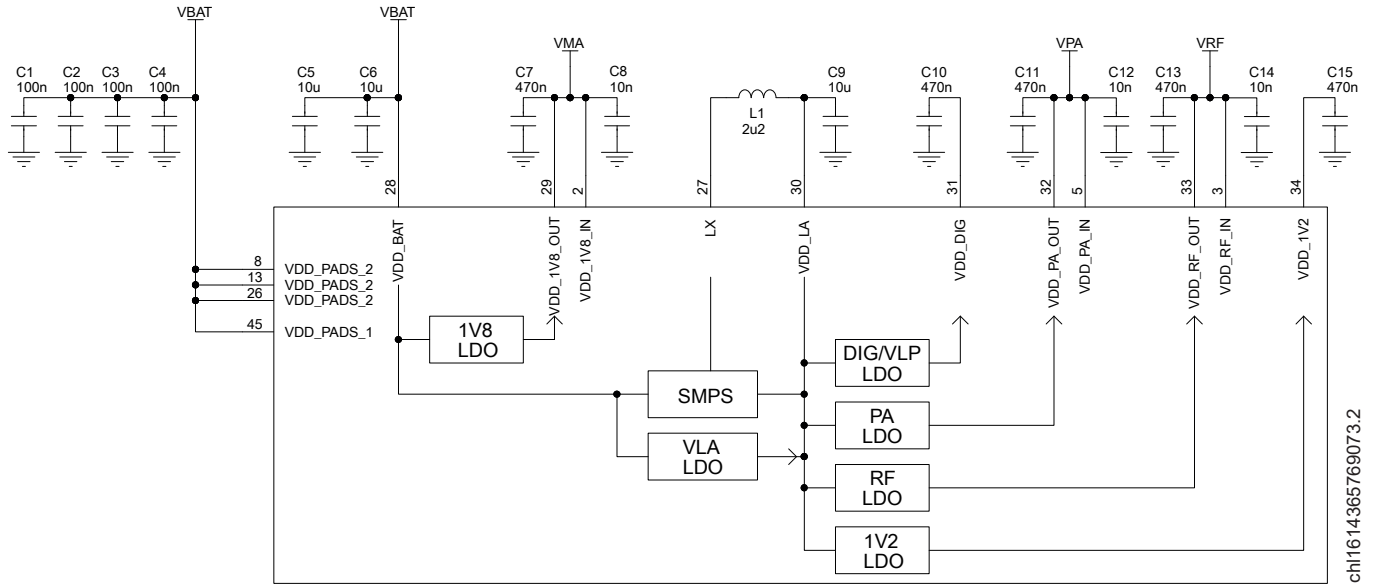 VBAT
VBAT
VMA
VPA
VRF
C1
100n
C2
100n
C3
100n
C4
100n
C5
10u
C6
10u
C7
470n
C8
10n
L1
2u2
C9
10u
C10
470n
C11
470n
C12
10n
C13
470n
C14
10n
C15
470n
28
29
2
27
30
31
32
5
33
3
34
VDD_BAT
VDD_1V8_OUT
VDD_1V8_IN
LX
VDD_LA
VDD_DIG
VDD_PA_OUT
VDD_PA_IN
VDD_RF_OUT
VDD_RF_IN
VDD_1V2
8 VDD_PADS_2
13 VDD_PADS_2
26 VDD_PADS_2
45 VDD_PADS_1
1V8
LDO
SMPS
VLA
LDO
DIG/VLP
LDO
PA
LDO
RF
LDO
1V2
LDO
chl1614365769073.2